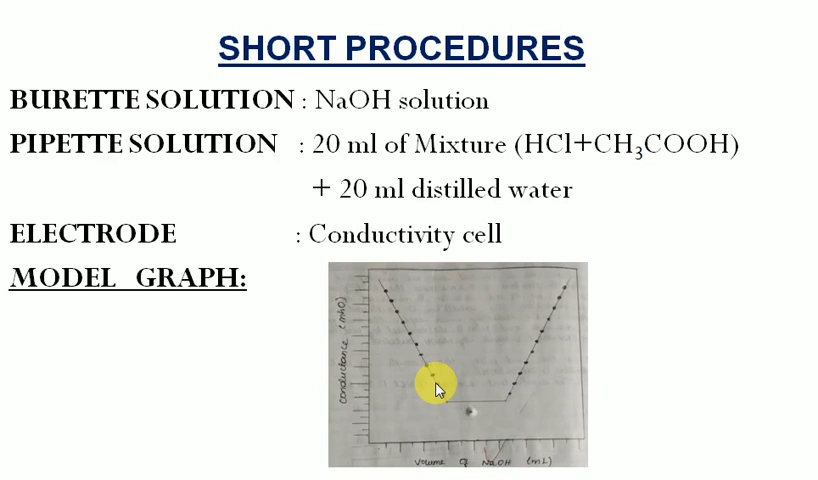 SHORT PROCEDURES
BURETTE SOLUTION : NaOH solution
PIPETTE SOLUTION : 20 ml of Mixture (HCl+CH₃COOH)
+ 20 ml distilled water
ELECTRODE : Conductivity cell
MODEL GRAPH:
conductance (mho)
Volume of NaOH (mL)